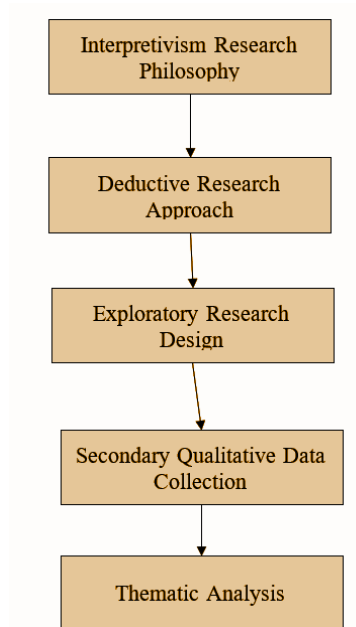 Interpretivism Research
Philosophy
Deductive Research
Approach
Exploratory Research
Design
Secondary Qualitative Data
Collection
Thematic Analysis